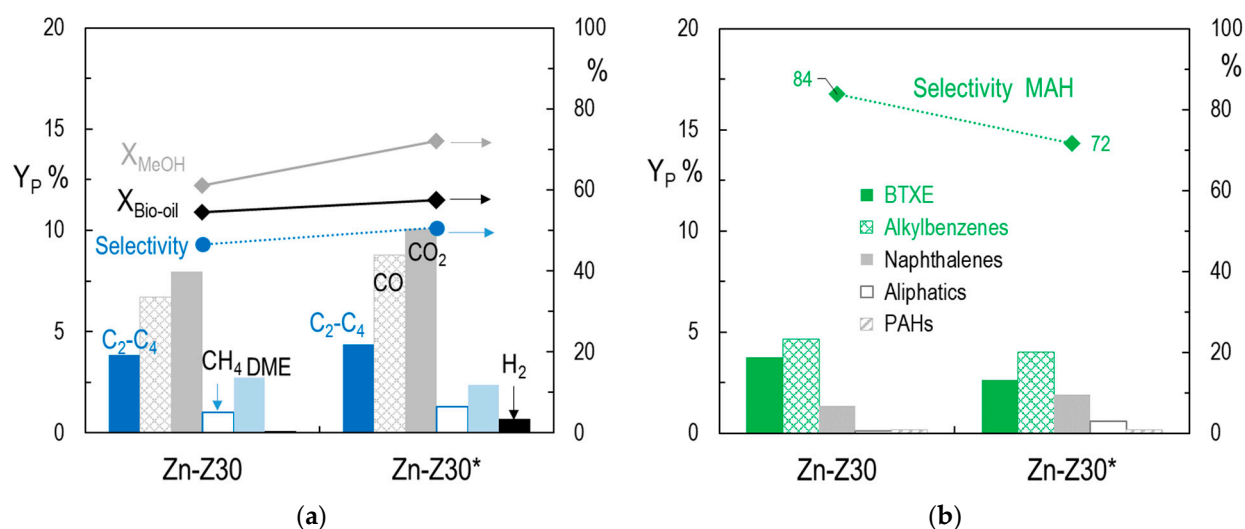 20
15
Y_P %
10
5
0
100
%
80
60
40
20
0
X_MeOH
X_Bio-oil
Selectivity
C₂-C₄
CH₄
DME
C₂-C₄
CO
CO₂
H₂
Zn-Z30
Zn-Z30*
(a)
20
15
Y_P %
10
5
0
100
%
80
60
40
20
0
84
Selectivity MAH
72
BTXE
Alkylbenzenes
Naphthalenes
Aliphatics
PAHs
Zn-Z30
Zn-Z30*
(b)